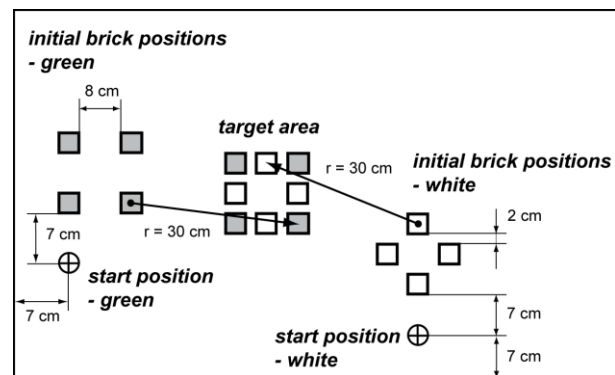 initial brick positions
- green
8 cm
target area
r = 30 cm
initial brick positions
- white
2 cm
7 cm
r = 30 cm
start position
- green
7 cm
7 cm
start position
- white
7 cm